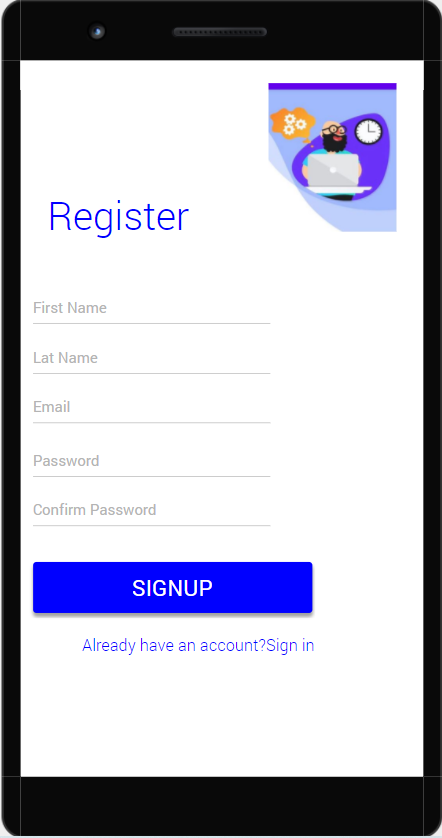 Register
First Name
Lat Name
Email
Password
Confirm Password
SIGNUP
Already have an account?Sign in